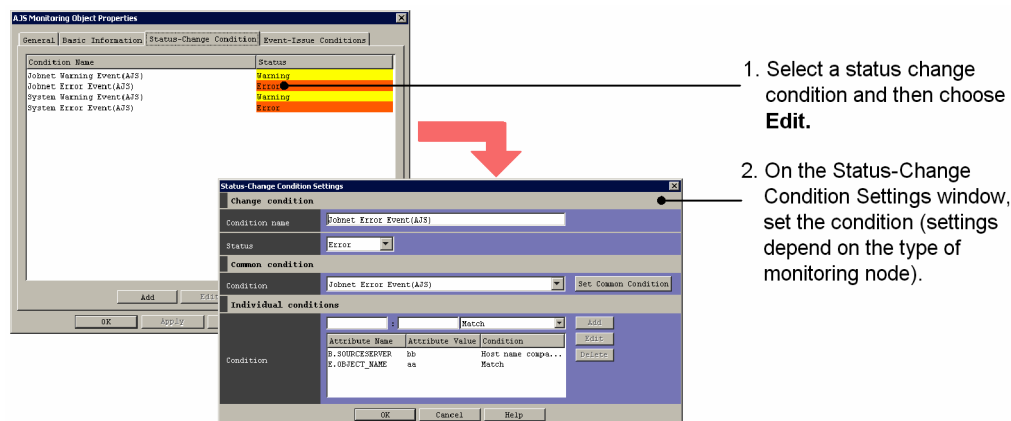 AJS Monitoring Object Properties
General Basic Information Status-Change Condition Event-Issue Conditions
Condition Name Status
Jobnet Warning Event(AJS) Warning
Jobnet Error Event(AJS) Error
System Warning Event(AJS) Warning
System Error Event(AJS) Error
Add Edit
OK Apply
1. Select a status change
condition and then choose
Edit.
2. On the Status-Change
Condition Settings window,
set the condition (settings
depend on the type of
monitoring node).
Status-Change Condition Settings
Change condition
Condition name Jobnet Error Event(AJS)
Status Error
Common condition
Condition Jobnet Error Event(AJS) Set Common Condition
Individual conditions
: Match Add
Attribute Name Attribute Value Condition Edit
B.SOURCESERVER bb Host name compa... Delete
E.OBJECT_NAME aa Match
Condition
OK Cancel Help